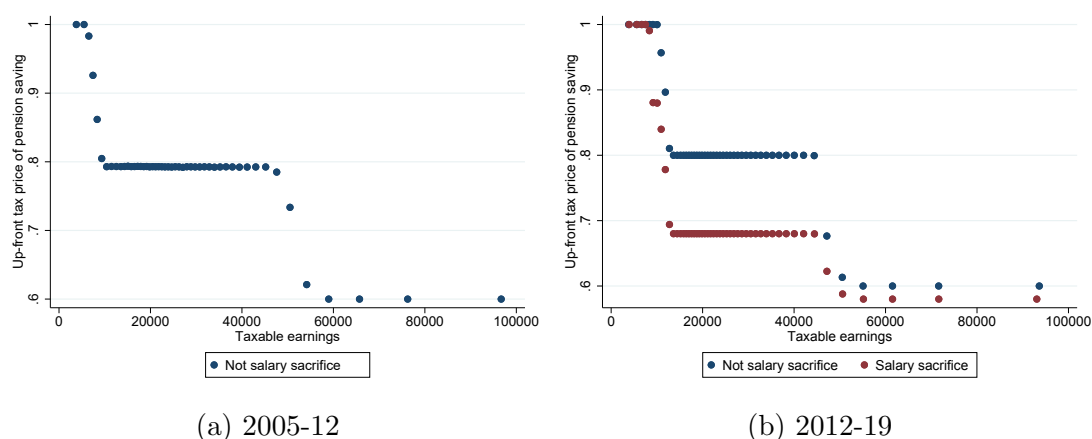 Up-front tax price of pension saving
1
.9
.8
.7
.6
0 20000 40000 60000 80000 100000
Taxable earnings
Not salary sacrifice
(a) 2005-12
Up-front tax price of pension saving
1
.9
.8
.7
.6
0 20000 40000 60000 80000 100000
Taxable earnings
Not salary sacrifice Salary sacrifice
(b) 2012-19